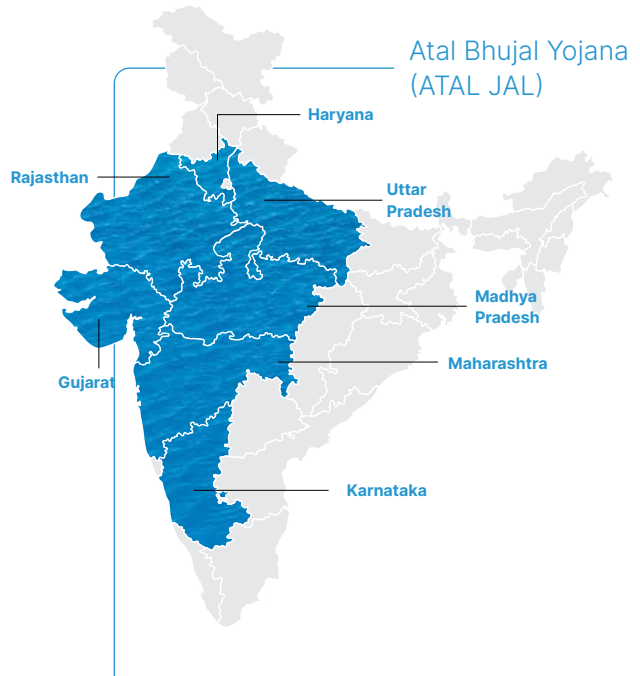 Atal Bhujal Yojana
(ATAL JAL)
Haryana
Rajasthan
Uttar
Pradesh
Madhya
Pradesh
Maharashtra
Gujarat
Karnataka